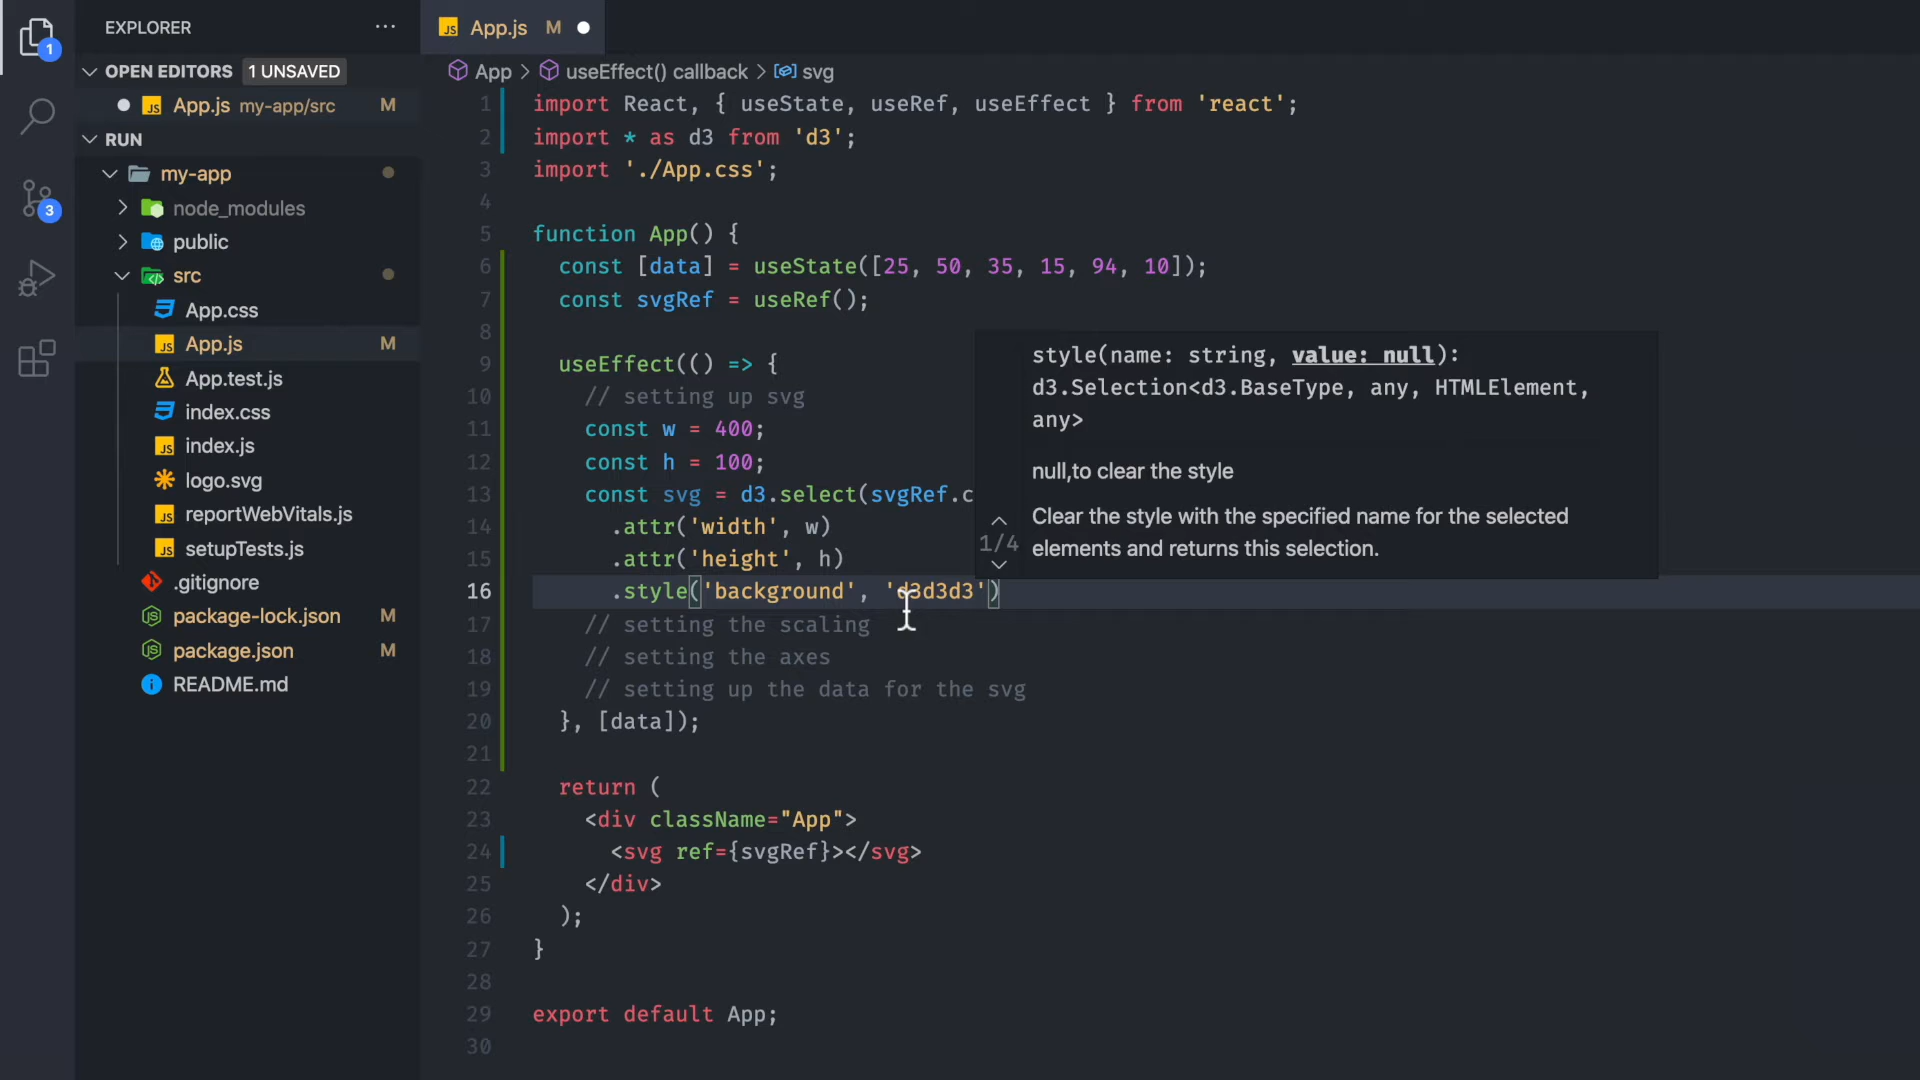 EXPLORER
OPEN EDITORS 1 UNSAVED
App.js my-app/src M
RUN
my-app
node_modules
public
src
App.css
App.js M
App.test.js
index.css
index.js
logo.svg
reportWebVitals.js
setupTests.js
.gitignore
package-lock.json M
package.json M
README.md
1
3
App.js M
App > useEffect() callback > svg
1 import React, { useState, useRef, useEffect } from 'react';
2 import * as d3 from 'd3';
3 import './App.css';
4
5 function App() {
6 const [data] = useState([25, 50, 35, 15, 94, 10]);
7 const svgRef = useRef();
8
9 useEffect(() => {
10 // setting up svg
11 const w = 400;
12 const h = 100;
13 const svg = d3.select(svgRef.c
14 .attr('width', w)
15 .attr('height', h)
16 .style('background', 'd3d3d3')
17 // setting the scaling
18 // setting the axes
19 // setting up the data for the svg
20 }, [data]);
21
22 return (
23 <div className="App">
24 <svg ref={svgRef}></svg>
25 </div>
26 );
27 }
28
29 export default App;
30
style(name: string, value: null):
d3.Selection<d3.BaseType, any, HTMLElement,
any>
null,to clear the style
1/4
Clear the style with the specified name for the selected
elements and returns this selection.